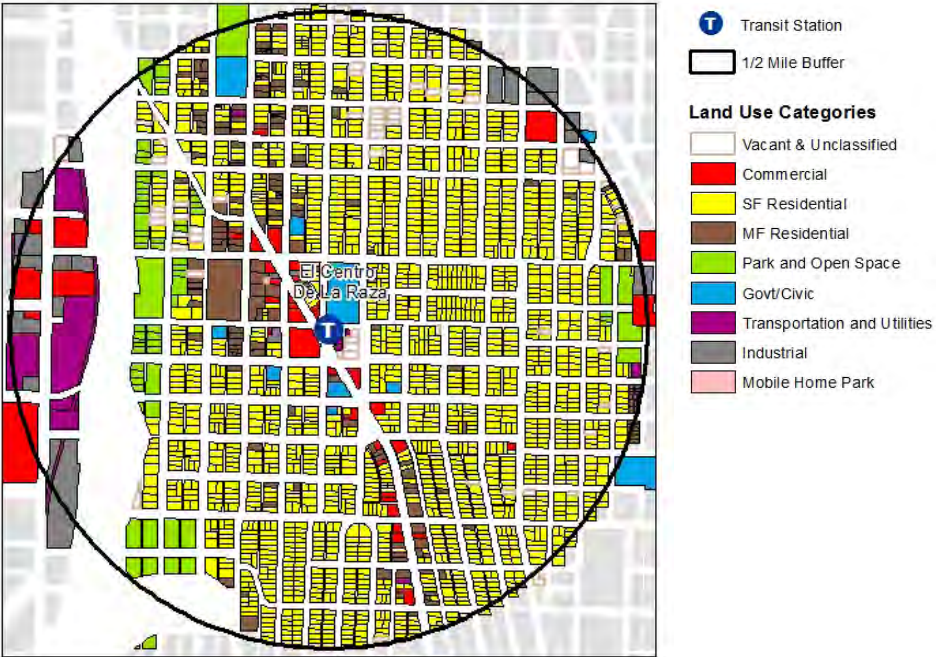 El Centro
De La Raza
T
T
Transit Station
1/2 Mile Buffer
Land Use Categories
Vacant & Unclassified
Commercial
SF Residential
MF Residential
Park and Open Space
Govt/Civic
Transportation and Utilities
Industrial
Mobile Home Park